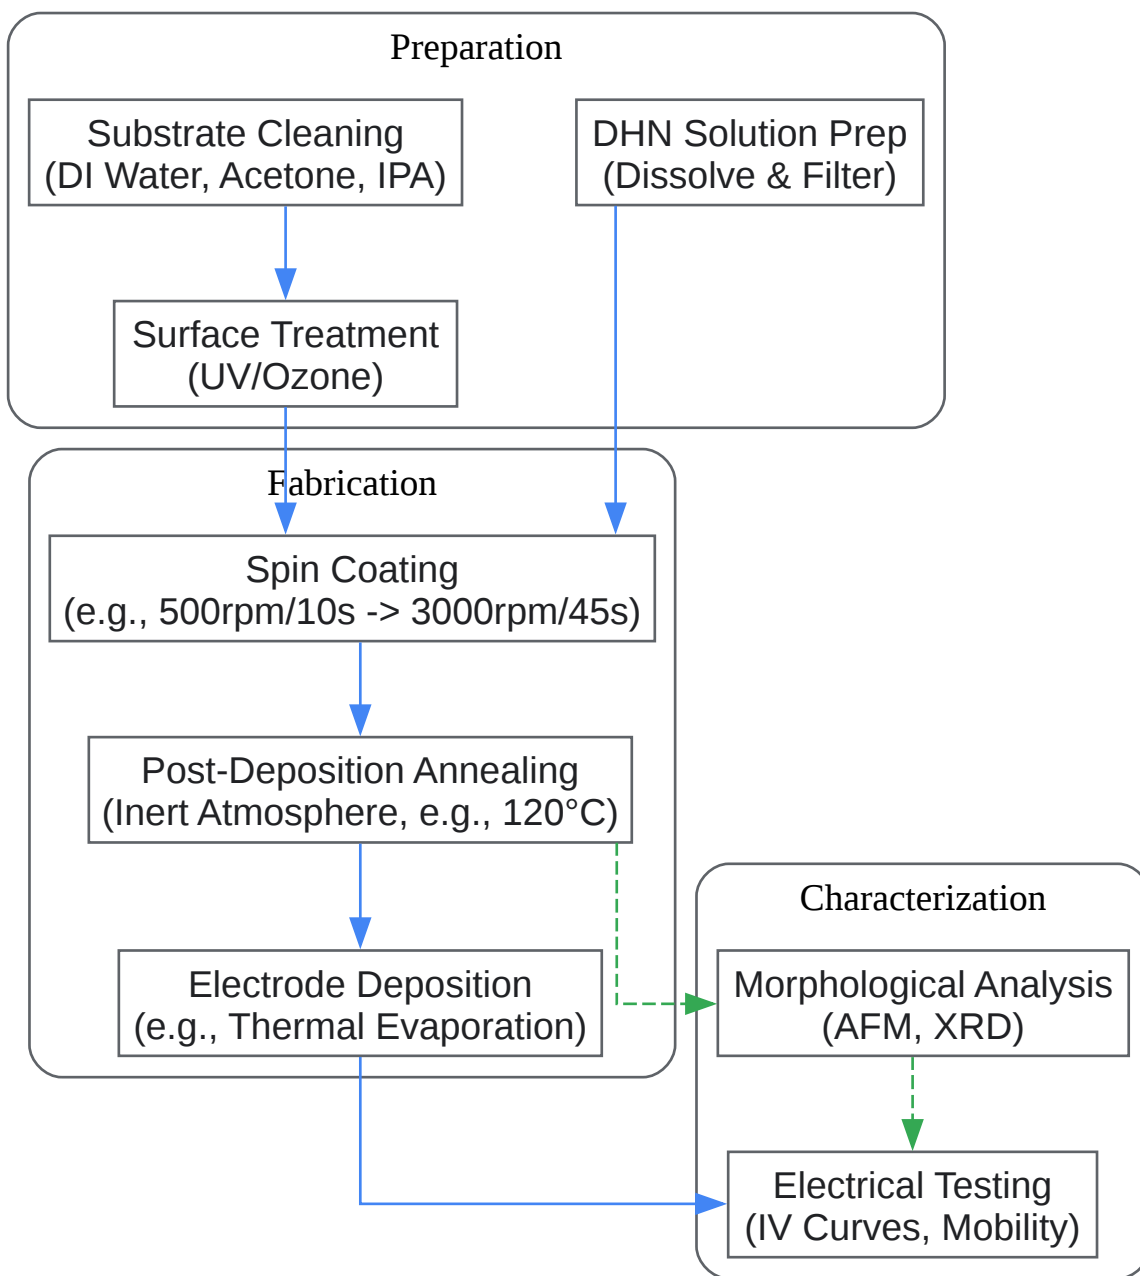 Preparation
Substrate Cleaning
(DI Water, Acetone, IPA)
DHN Solution Prep
(Dissolve & Filter)
Surface Treatment
(UV/Ozone)
Fabrication
Spin Coating
(e.g., 500rpm/10s -> 3000rpm/45s)
Post-Deposition Annealing
(Inert Atmosphere, e.g., 120°C)
Electrode Deposition
(e.g., Thermal Evaporation)
Characterization
Morphological Analysis
(AFM, XRD)
Electrical Testing
(IV Curves, Mobility)